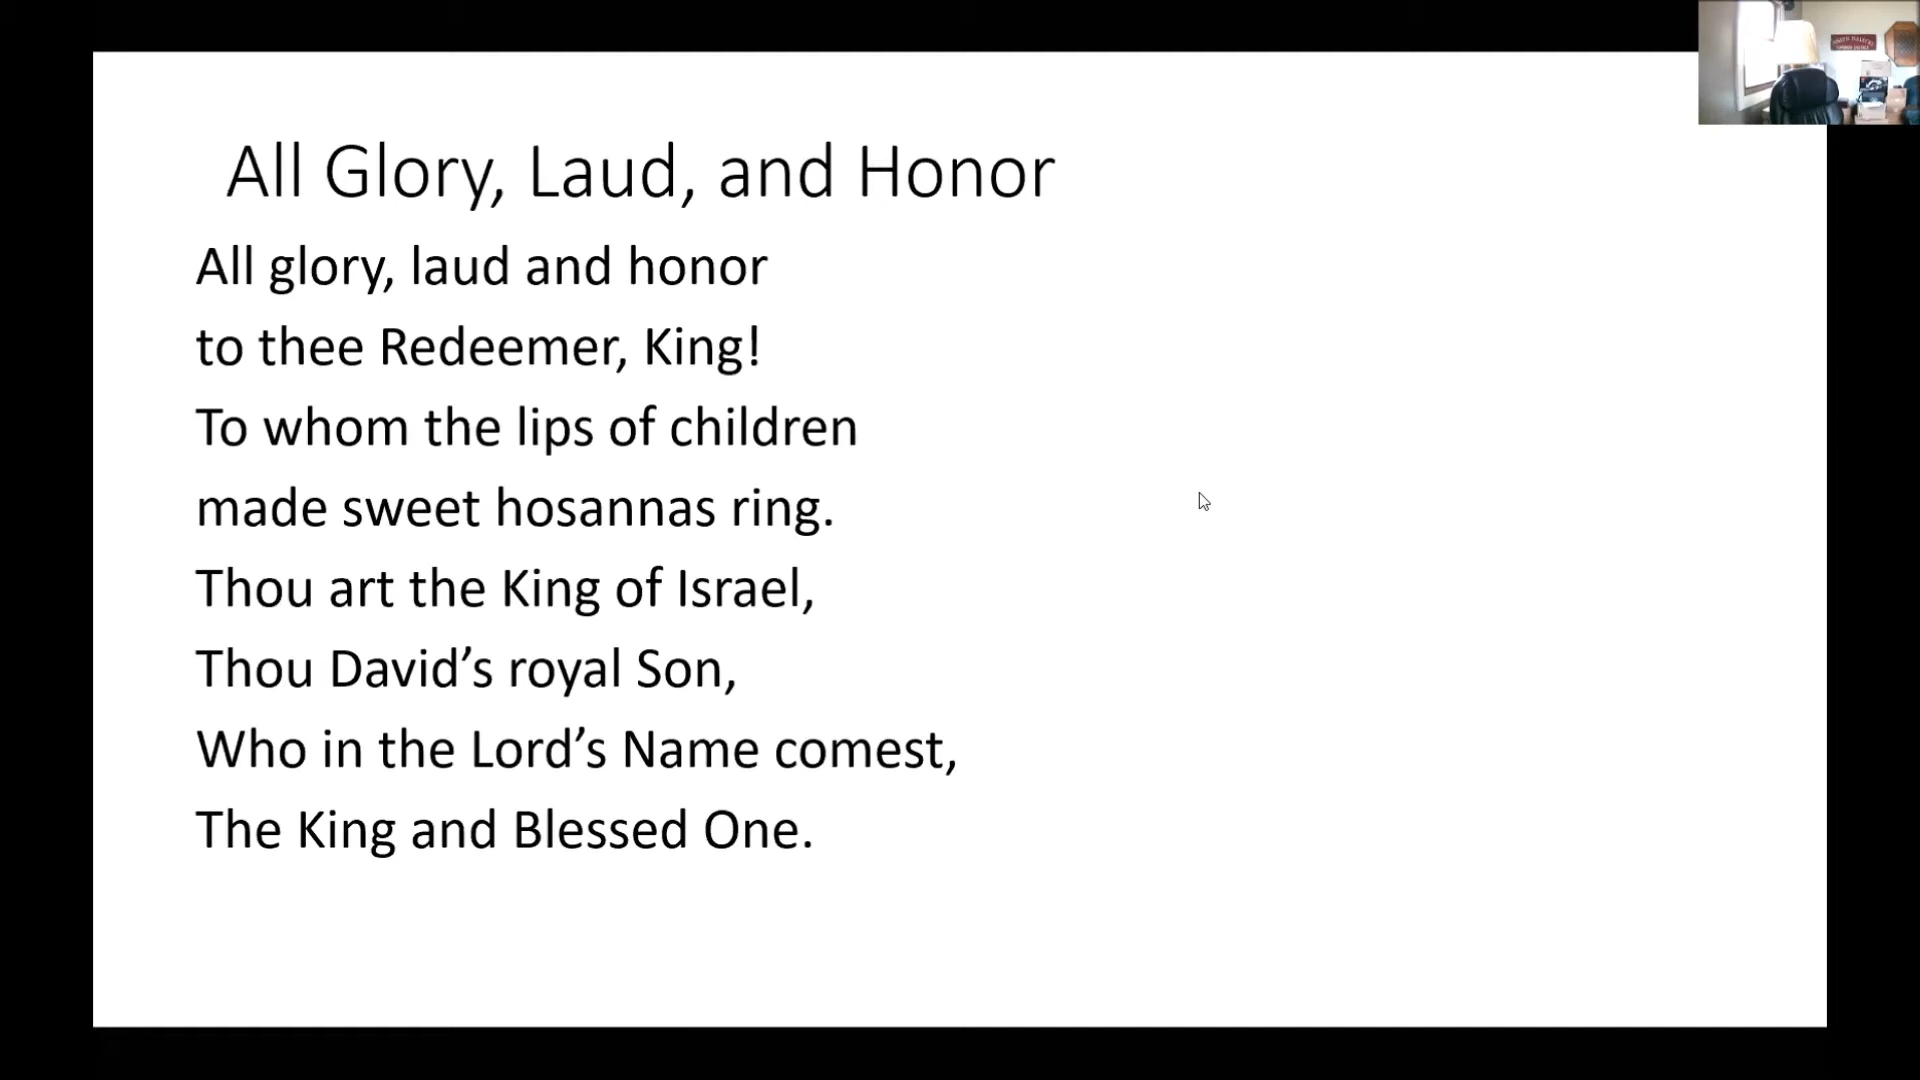 All Glory, Laud, and Honor
All glory, laud and honor
to thee Redeemer, King!
To whom the lips of children
made sweet hosannas ring.
Thou art the King of Israel,
Thou David’s royal Son,
Who in the Lord’s Name comest,
The King and Blessed One.